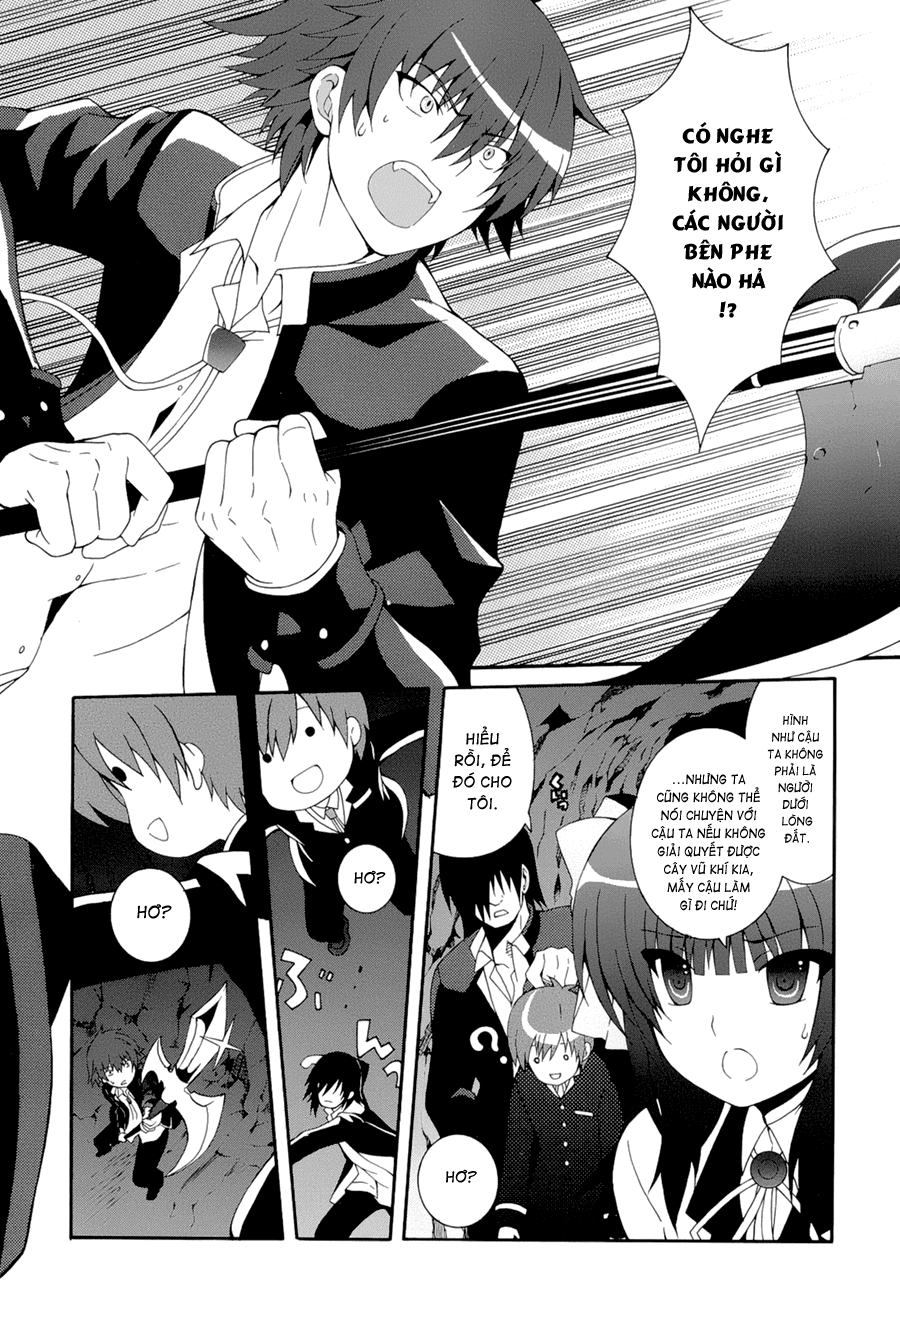 CÓ NGHE
TÔI HỎI GÌ
KHÔNG,
CÁC NGƯỜI
BÊN PHE
NÀO HẢ
!?
HÌNH
NHƯ CẬU
TA KHÔNG
PHẢI LÀ
NGƯỜI
DƯỚI
LÒNG
ĐẤT.
...NHƯNG TA
CŨNG KHÔNG THỂ
NÓI CHUYỆN VỚI
CẬU TA NẾU KHÔNG
GIẢI QUYẾT ĐƯỢC
CÂY VŨ KHÍ KIA,
MẤY CẬU LÀM
GÌ ĐI CHỨ!
HIỂU
RỒI, ĐỂ
ĐÓ CHO
TÔI.
?
HƠ?
HƠ?
ぶんっ
HƠ?